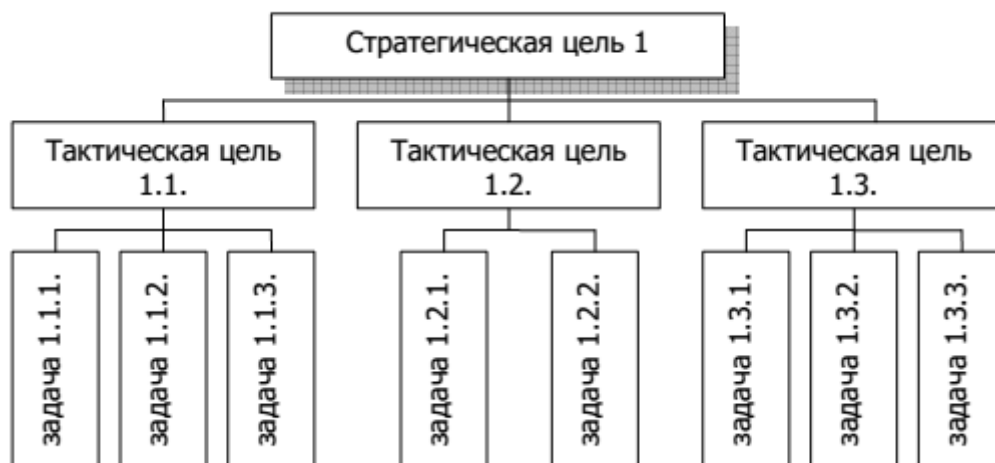 Стратегическая цель 1
Тактическая цель
1.1.
Тактическая цель
1.2.
Тактическая цель
1.3.
задача 1.1.1.
задача 1.1.2.
задача 1.1.3.
задача 1.2.1.
задача 1.2.2.
задача 1.3.1.
задача 1.3.2.
задача 1.3.3.